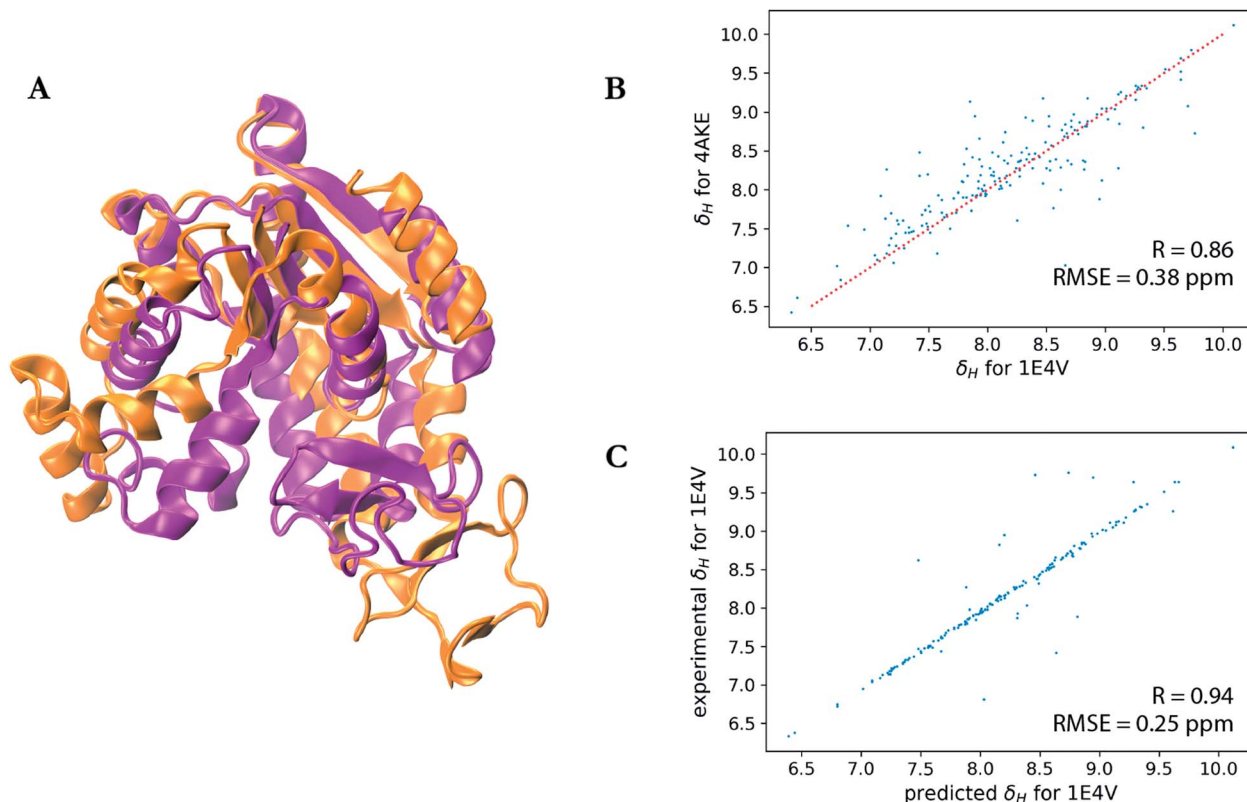 A
B
δ_H for 4AKE
10.0
9.5
9.0
8.5
8.0
7.5
7.0
6.5
R = 0.86
RMSE = 0.38 ppm
6.5 7.0 7.5 8.0 8.5 9.0 9.5 10.0
δ_H for 1E4V
C
experimental δ_H for 1E4V
10.0
9.5
9.0
8.5
8.0
7.5
7.0
6.5
R = 0.94
RMSE = 0.25 ppm
6.5 7.0 7.5 8.0 8.5 9.0 9.5 10.0
predicted δ_H for 1E4V